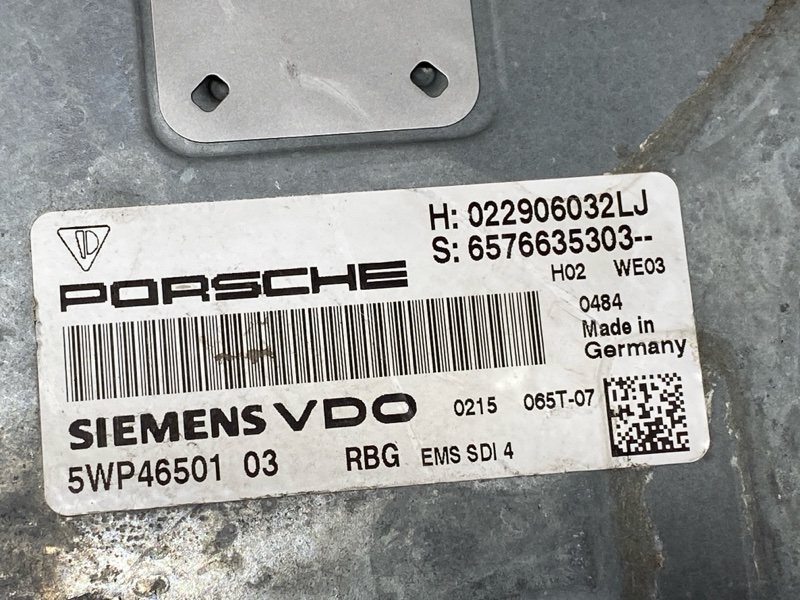 H: 022906032LJ
S: 6576635303--
PORSCHE
H02 WE03
0484
Made in
Germany
SIEMENS VDO 0215 065T-07
5WP46501 03 RBG EMS SDI 4